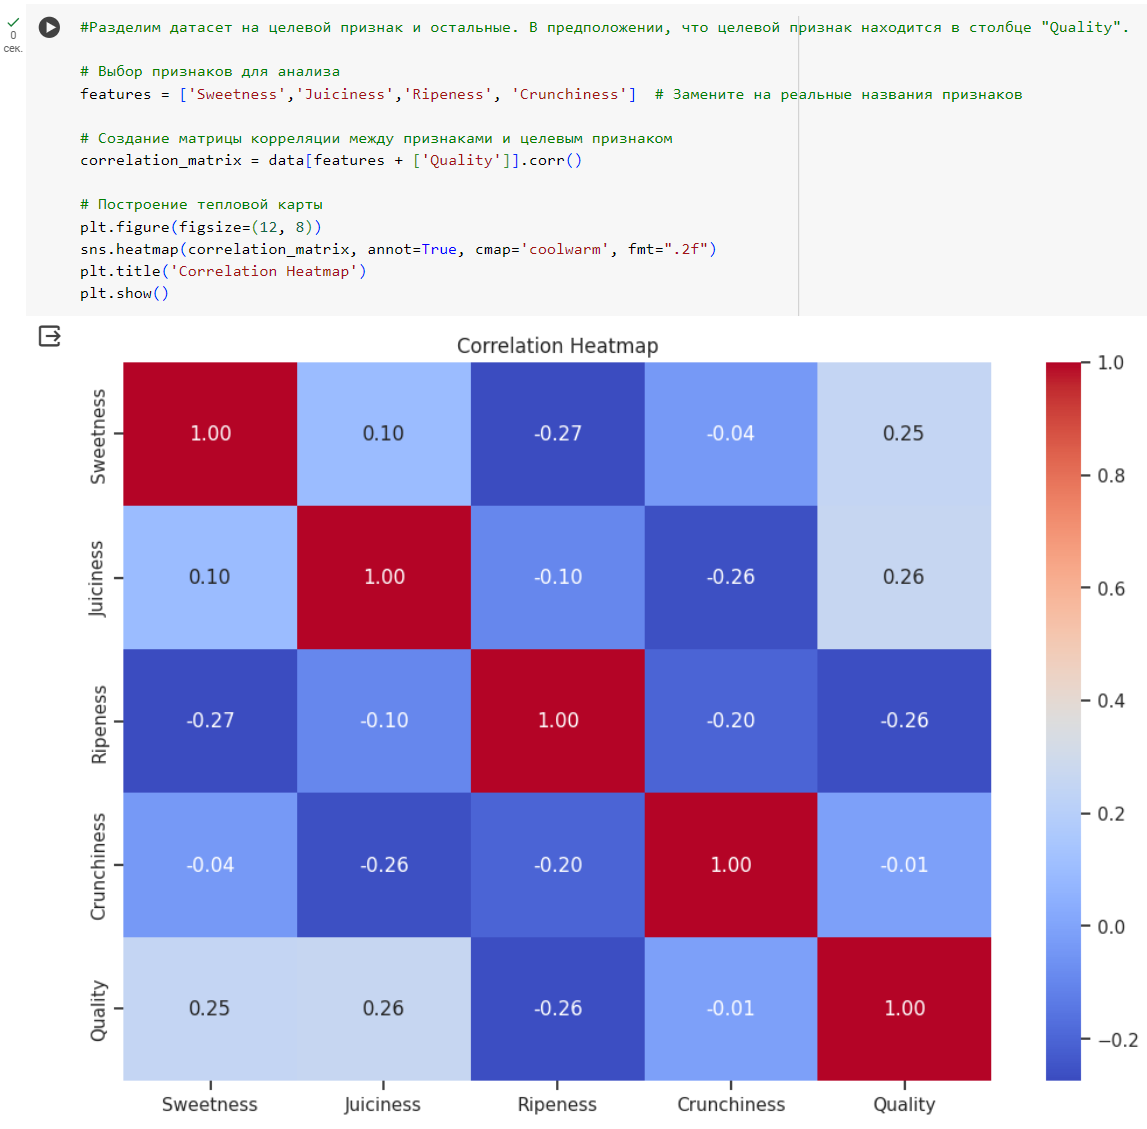 0
сек.
#Разделим датасет на целевой признак и остальные. В предположении, что целевой признак находится в столбце "Quality".
# Выбор признаков для анализа
features = ['Sweetness','Juiciness','Ripeness', 'Crunchiness']  # Замените на реальные названия признаков
# Создание матрицы корреляции между признаками и целевым признаком
correlation_matrix = data[features + ['Quality']].corr()
# Построение тепловой карты
plt.figure(figsize=(12, 8))
sns.heatmap(correlation_matrix, annot=True, cmap='coolwarm', fmt=".2f")
plt.title('Correlation Heatmap')
plt.show()
Correlation Heatmap
Sweetness 1.00 0.10 -0.27 -0.04 0.25
Juiciness 0.10 1.00 -0.10 -0.26 0.26
Ripeness -0.27 -0.10 1.00 -0.20 -0.26
Crunchiness -0.04 -0.26 -0.20 1.00 -0.01
Quality 0.25 0.26 -0.26 -0.01 1.00
Sweetness Juiciness Ripeness Crunchiness Quality
1.0
0.8
0.6
0.4
0.2
0.0
−0.2